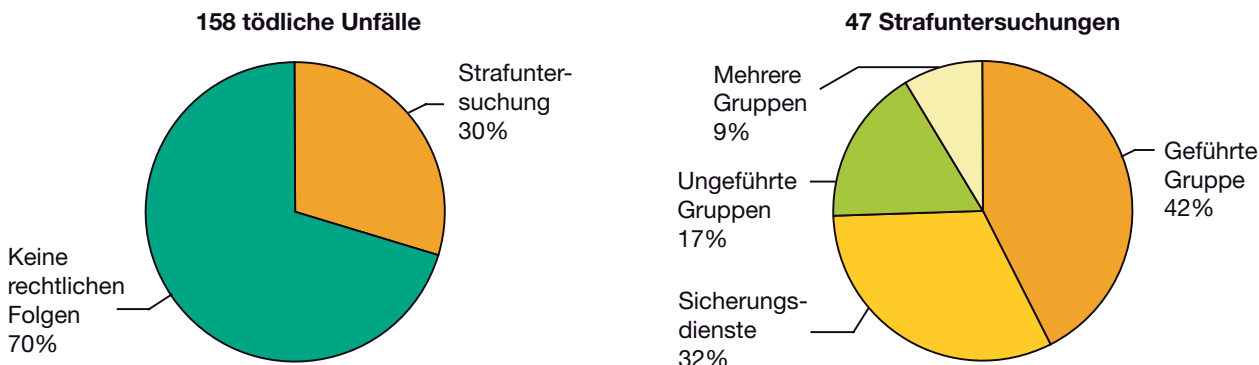 158 tödliche Unfälle
Strafunter-
suchung
30%
Keine
rechtlichen
Folgen
70%
47 Strafuntersuchungen
Mehrere
Gruppen
9%
Geführte
Gruppe
42%
Ungeführte
Gruppen
17%
Sicherungs-
dienste
32%